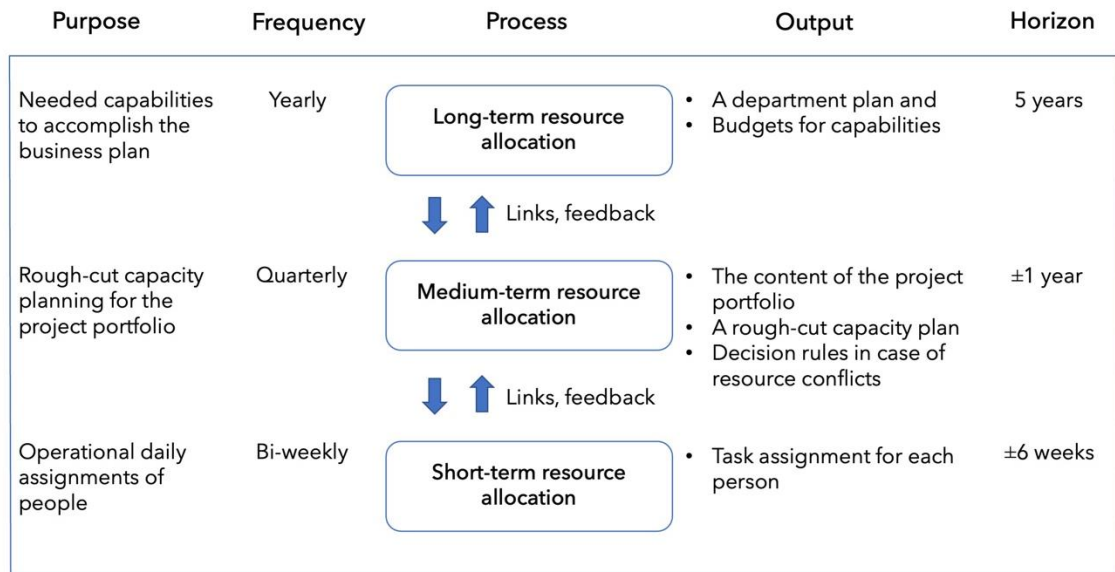 Purpose Frequency Process Output Horizon
Needed capabilities
to accomplish the
business plan
Yearly
Long-term resource
allocation
• A department plan and
• Budgets for capabilities
5 years
Links, feedback
Rough-cut capacity
planning for the
project portfolio
Quarterly
Medium-term resource
allocation
• The content of the project
portfolio
• A rough-cut capacity plan
• Decision rules in case of
resource conflicts
±1 year
Links, feedback
Operational daily
assignments of
people
Bi-weekly
Short-term resource
allocation
• Task assignment for each
person
±6 weeks